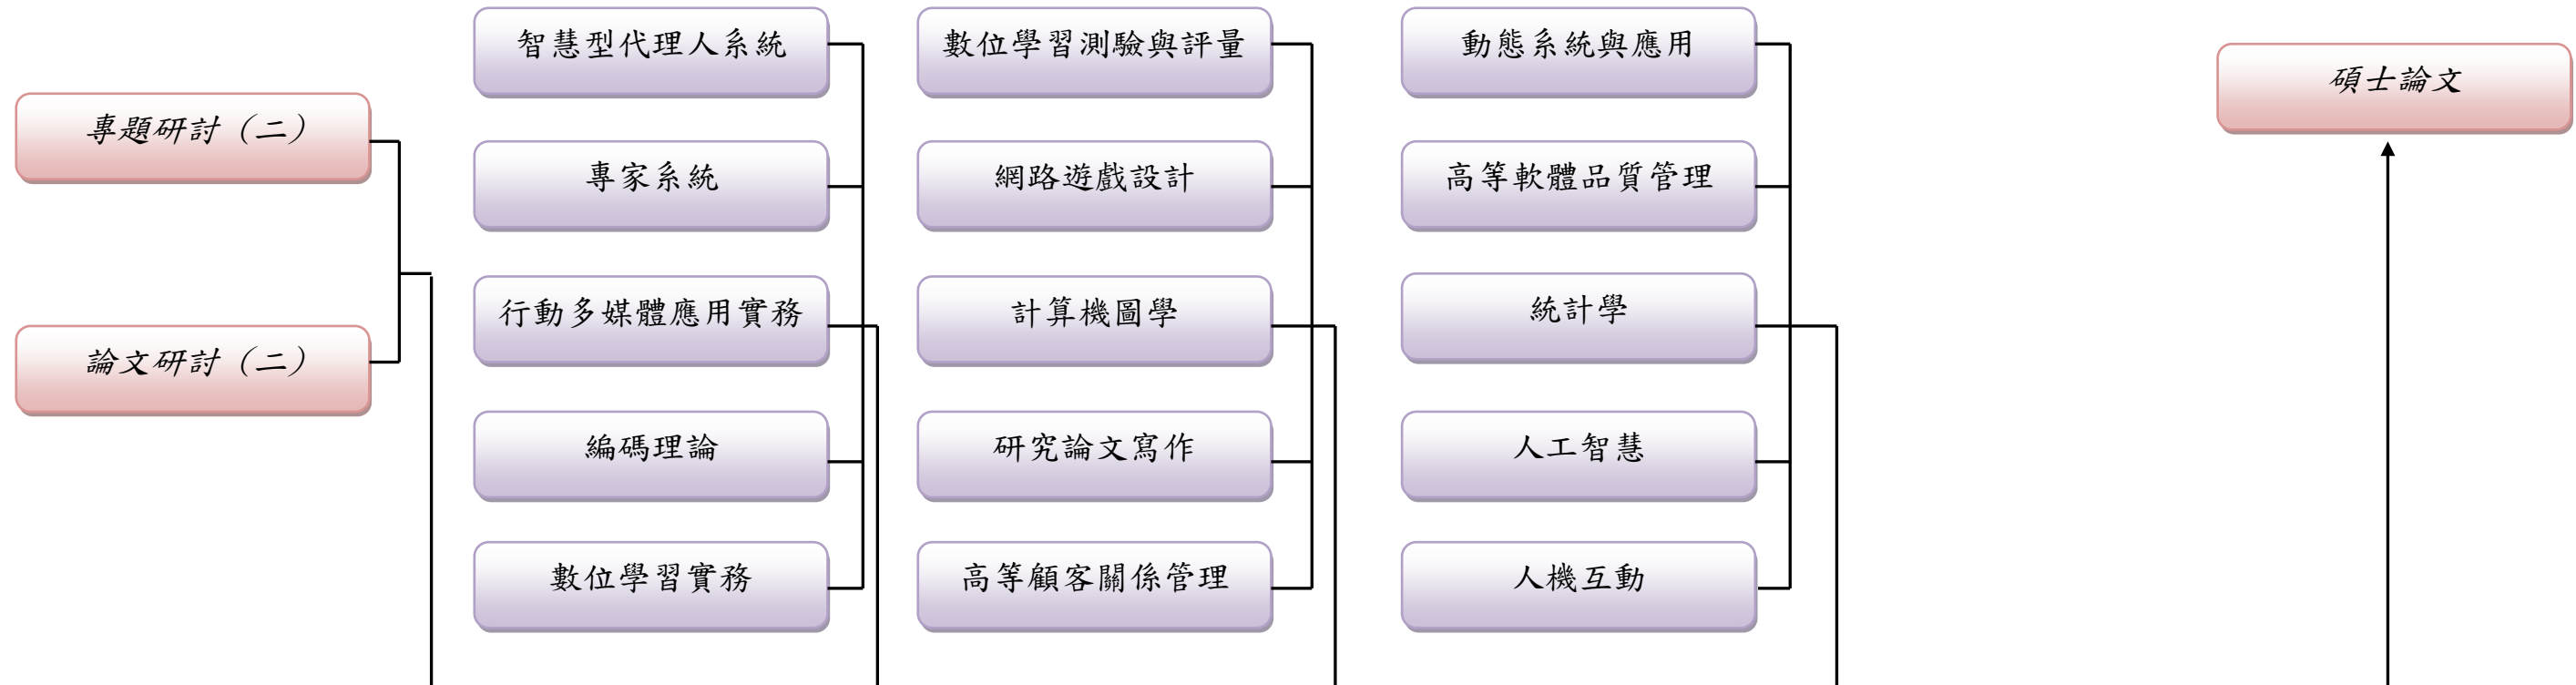 專題研討（二）
論文研討（二）
智慧型代理人系統
專家系統
行動多媒體應用實務
編碼理論
數位學習實務
數位學習測驗與評量
網路遊戲設計
計算機圖學
研究論文寫作
高等顧客關係管理
動態系統與應用
高等軟體品質管理
統計學
人工智慧
人機互動
碩士論文